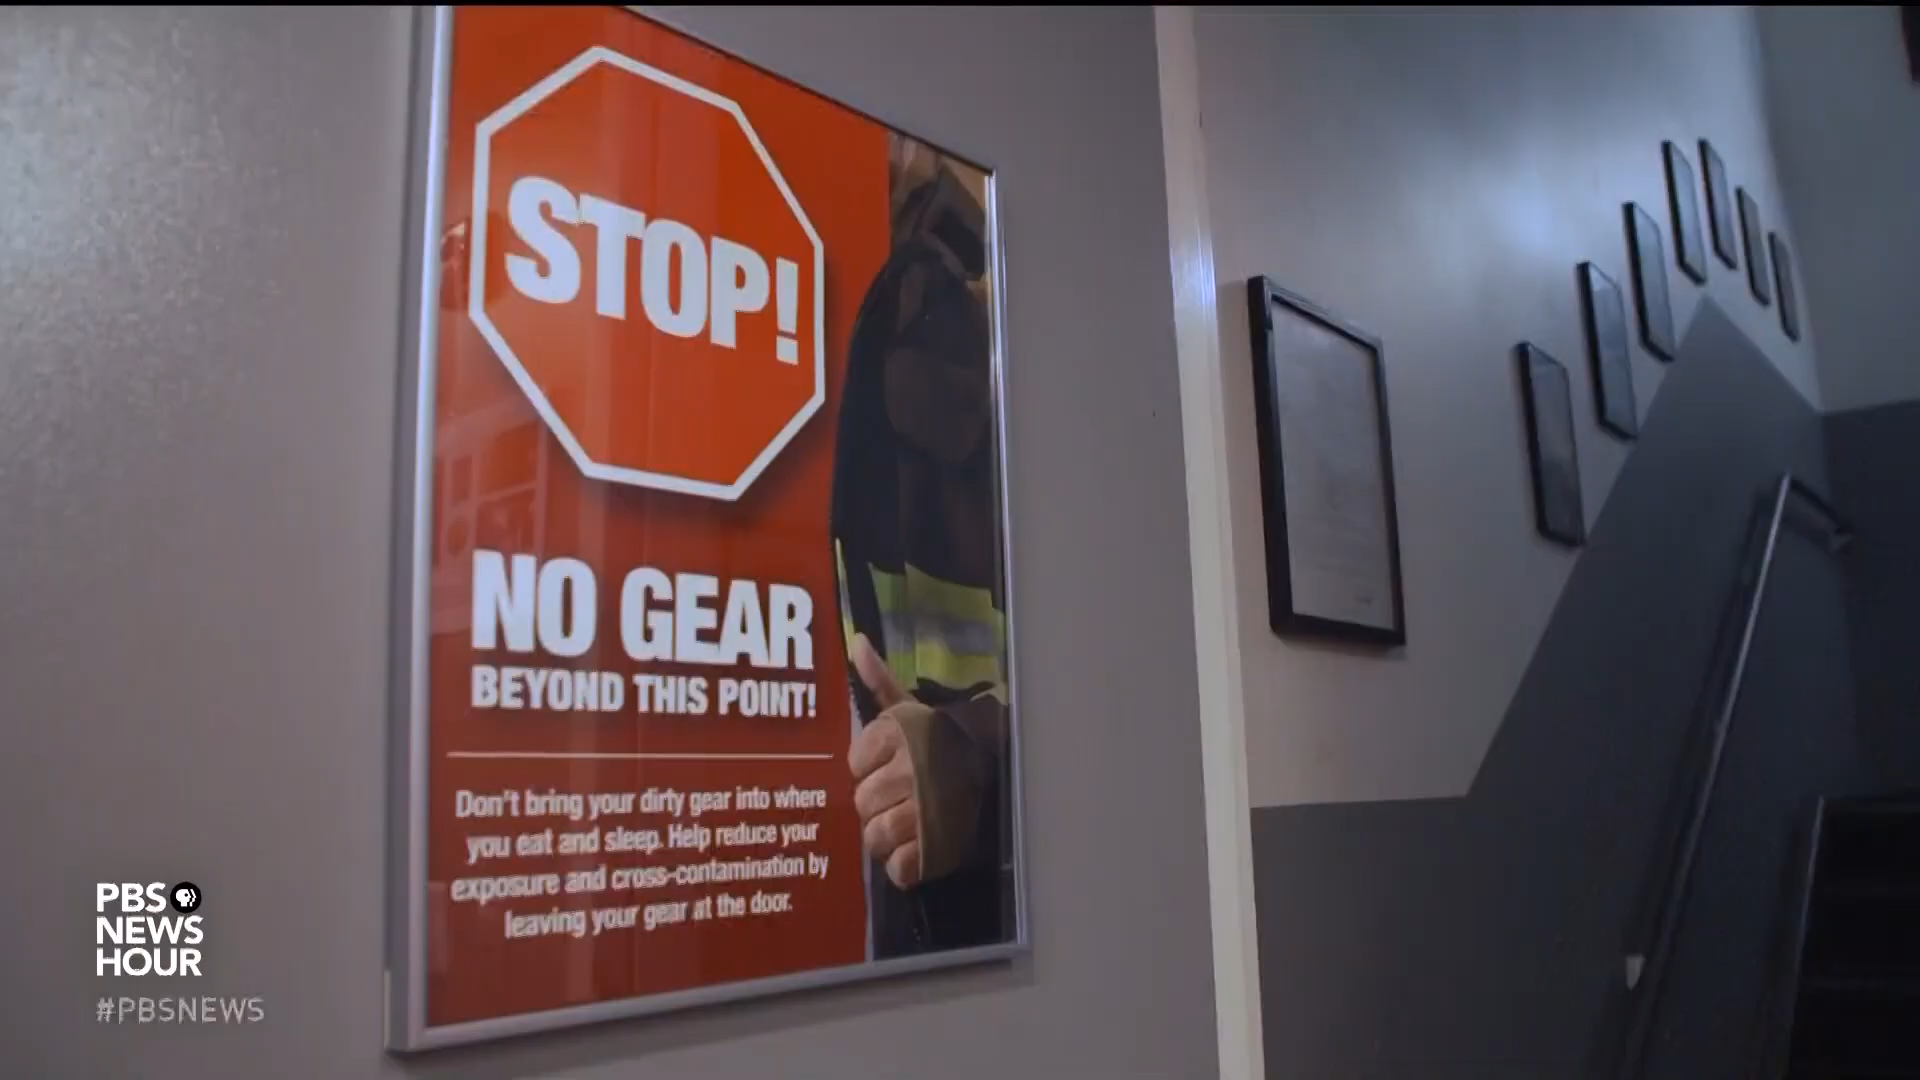 STOP!
NO GEAR
BEYOND THIS POINT!
Don't bring your dirty gear into where
you eat and sleep. Help reduce your
exposure and cross-contamination by
leaving your gear at the door.
PBS
NEWS
HOUR
#PBSNEWS